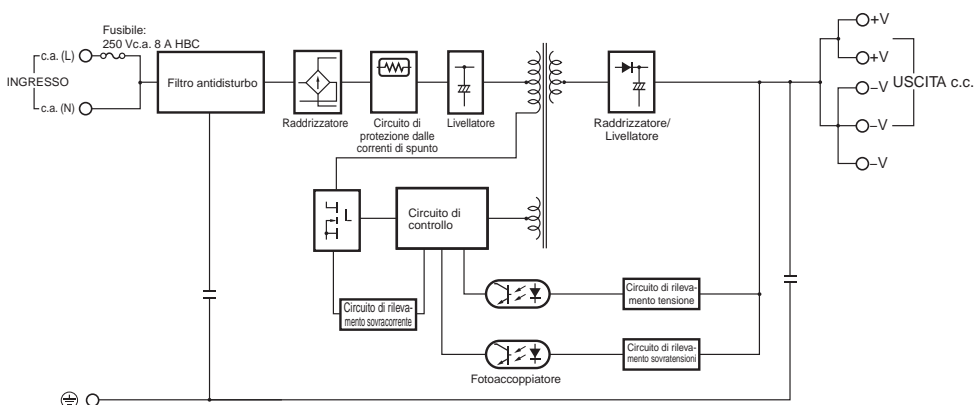 Fusibile:
250 Vc.a. 8 A HBC
c.a. (L)
INGRESSO
c.a. (N)
Filtro antidisturbo
Raddrizzatore
Circuito di
protezione dalle
correnti di spunto
Livellatore
Raddrizzatore/
Livellatore
+V
+V
–V
USCITA c.c.
–V
–V
Circuito di
controllo
Circuito di rileva-
mento sovracorrente
Circuito di rileva-
mento tensione
Circuito di rileva-
mento sovratensioni
Fotoaccoppiatore